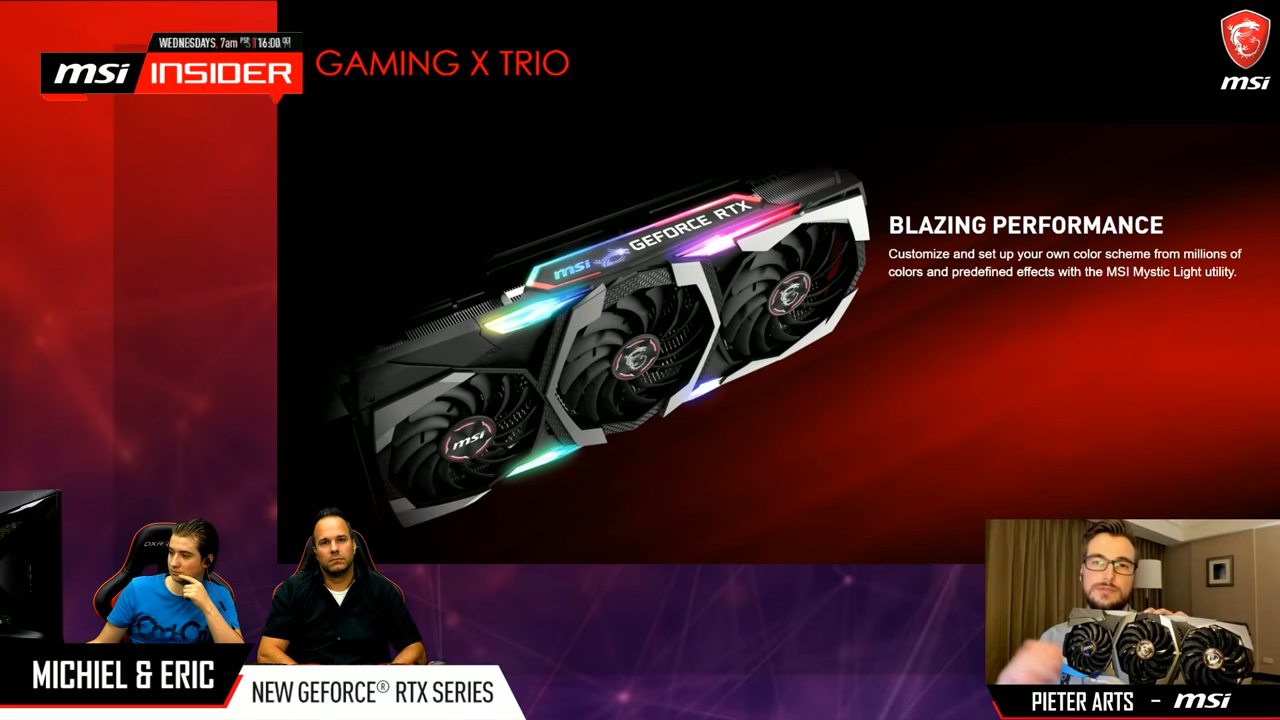 WEDNESDAYS, 7am PST 16:00 CET
msi INSIDER
GAMING X TRIO
msi
msi GEFORCE RTX
BLAZING PERFORMANCE
Customize and set up your own color scheme from millions of
colors and predefined effects with the MSI Mystic Light utility.
msi
DXR
MICHIEL & ERIC
NEW GEFORCE® RTX SERIES
PIETER ARTS - msi